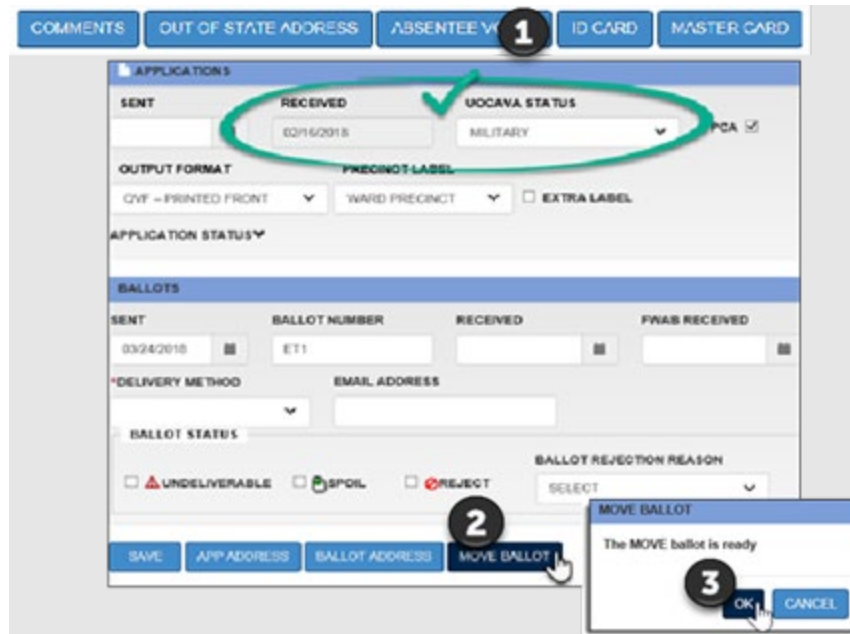 COMMENTS OUT OF STATE ADDRESS ABSENTEE 1 ID CARD MASTER CARD
APPLICATIONS
SENT RECEIVED UOCAVA STATUS
02/16/2018 MILITARY PCA
OUTPUT FORMAT PRECINCT LABEL
QVF – PRINTED FRONT WARD PRECINCT EXTRA LABEL
APPLICATION STATUS
BALLOTS
SENT BALLOT NUMBER RECEIVED FWAB RECEIVED
03/24/2018 ET1
*DELIVERY METHOD EMAIL ADDRESS
BALLOT STATUS
BALLOT REJECTION REASON
UNDELIVERABLE SPOIL REJECT SELECT
2
SAVE APP ADDRESS BALLOT ADDRESS MOVE BALLOT
MOVE BALLOT
The MOVE ballot is ready
3
OK CANCEL